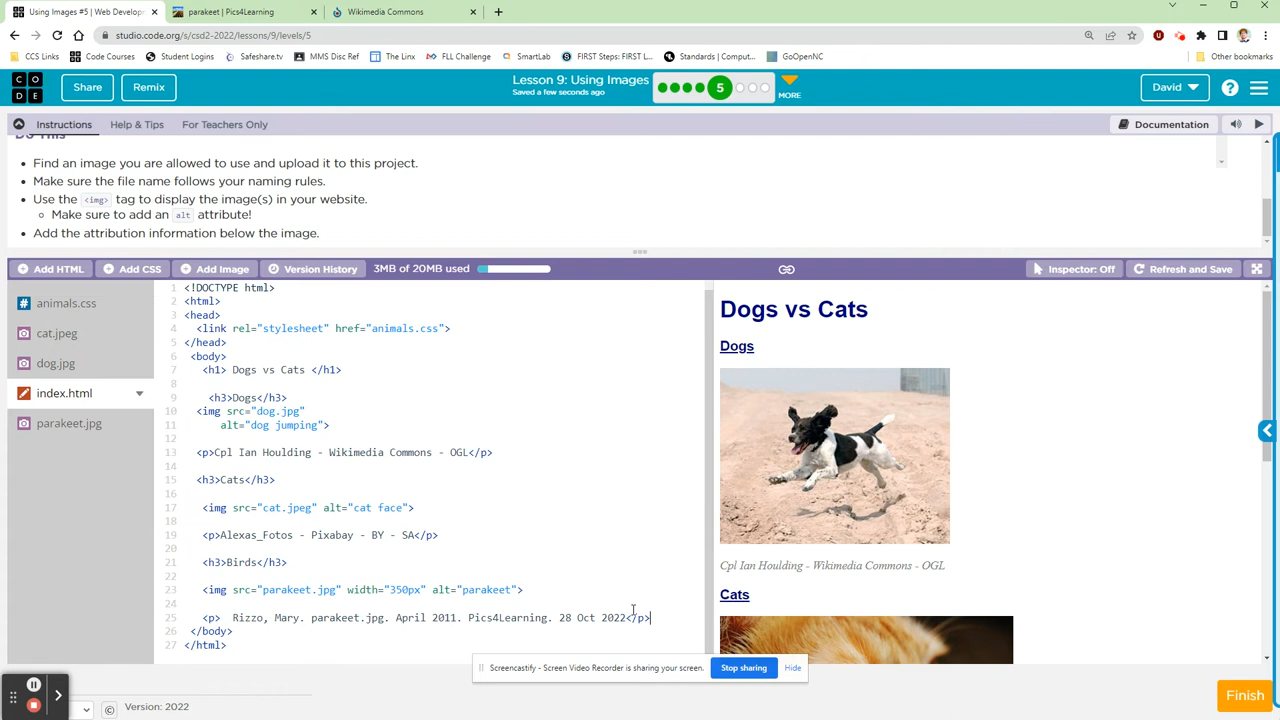 Using Images #5 | Web Develop
parakeet | Pics4Learning
Wikimedia Commons
studio.code.org/s/csd2-2022/lessons/9/levels/5
CCS Links
Code Courses
Student Logins
Safeshare.tv
MMS Disc Ref
The Linx
FLL Challenge
SmartLab
FIRST Steps: FIRST L...
Standards | Comput...
GoOpenNC
Other bookmarks
C O D E
Share
Remix
Lesson 9: Using Images
Saved a few seconds ago
5
MORE
David
?
Instructions
Help & Tips
For Teachers Only
Documentation
Do This
Find an image you are allowed to use and upload it to this project.
Make sure the file name follows your naming rules.
Use the <img> tag to display the image(s) in your website.
Make sure to add an alt attribute!
Add the attribution information below the image.
Add HTML
Add CSS
Add Image
Version History
3MB of 20MB used
Inspector: Off
Refresh and Save
animals.css
cat.jpeg
dog.jpg
index.html
parakeet.jpg
1 <!DOCTYPE html>
2 <html>
3 <head>
4 <link rel="stylesheet" href="animals.css">
5 </head>
6 <body>
7 <h1> Dogs vs Cats </h1>
8
9 <h3>Dogs</h3>
10 <img src="dog.jpg"
11 alt="dog jumping">
12
13 <p>Cpl Ian Houlding - Wikimedia Commons - OGL</p>
14
15 <h3>Cats</h3>
16
17 <img src="cat.jpeg" alt="cat face">
18
19 <p>Alexas_Fotos - Pixabay - BY - SA</p>
20
21 <h3>Birds</h3>
22
23 <img src="parakeet.jpg" width="350px" alt="parakeet">
24
25 <p> Rizzo, Mary. parakeet.jpg. April 2011. Pics4Learning. 28 Oct 2022</p>
26 </body>
27 </html>
Dogs vs Cats
Dogs
Cpl Ian Houlding - Wikimedia Commons - OGL
Cats
Screencastify - Screen Video Recorder is sharing your screen.
Stop sharing
Hide
© Version: 2022
Finish